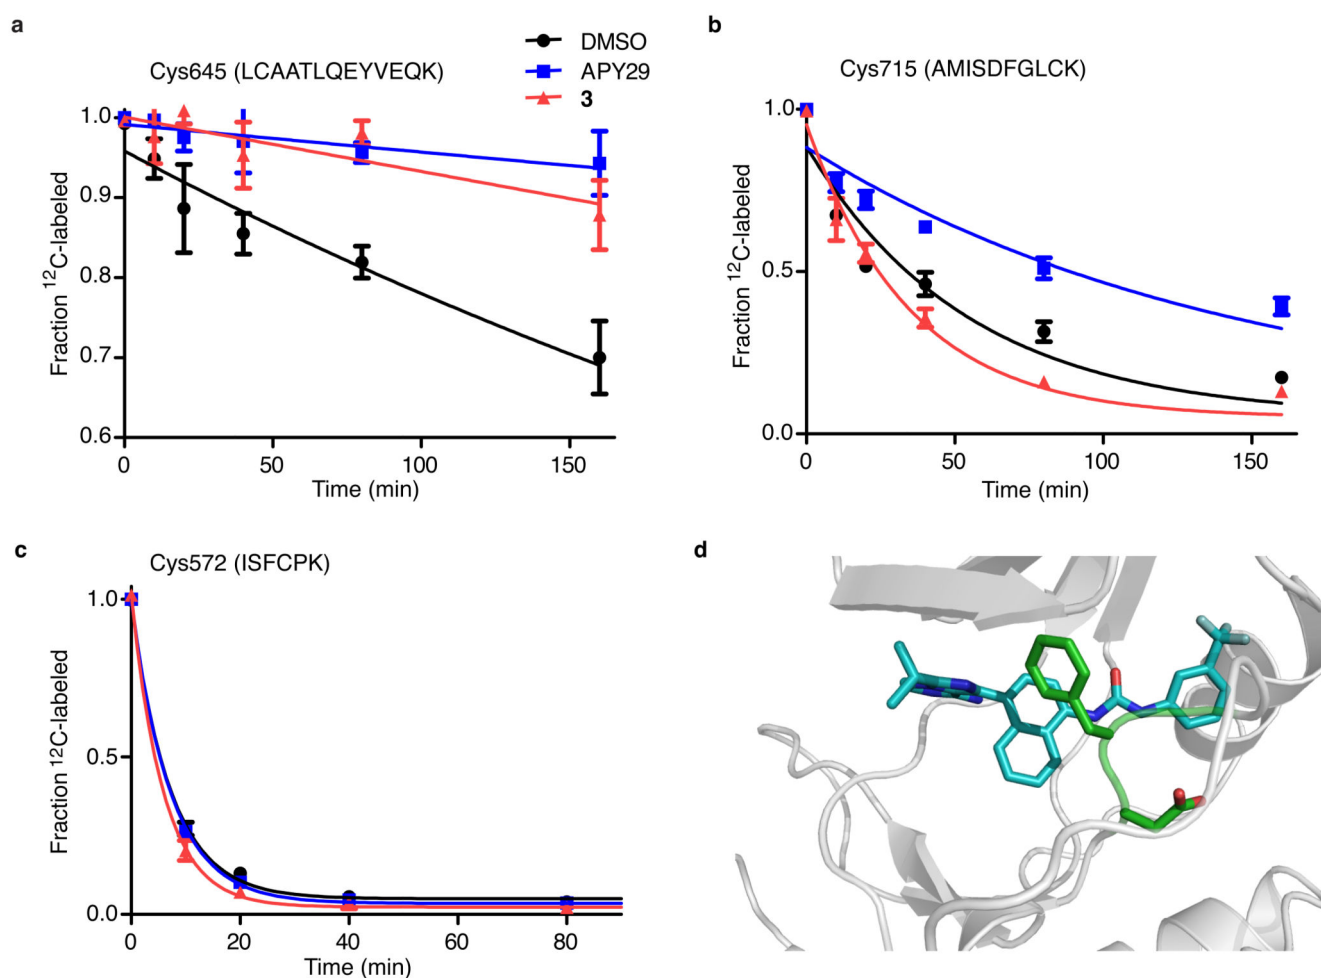 a
DMSO
APY29
3
Cys645 (LCAATLQEYVEQK)
1.0
0.9
0.8
0.7
0.6
Fraction ¹²C-labeled
0
50
100
150
Time (min)
b
Cys715 (AMISDFGLCK)
1.0
0.5
0.0
Fraction ¹²C-labeled
0
50
100
150
Time (min)
c
Cys572 (ISFCPK)
1.0
0.5
0.0
Fraction ¹²C-labeled
0
20
40
60
80
Time (min)
d